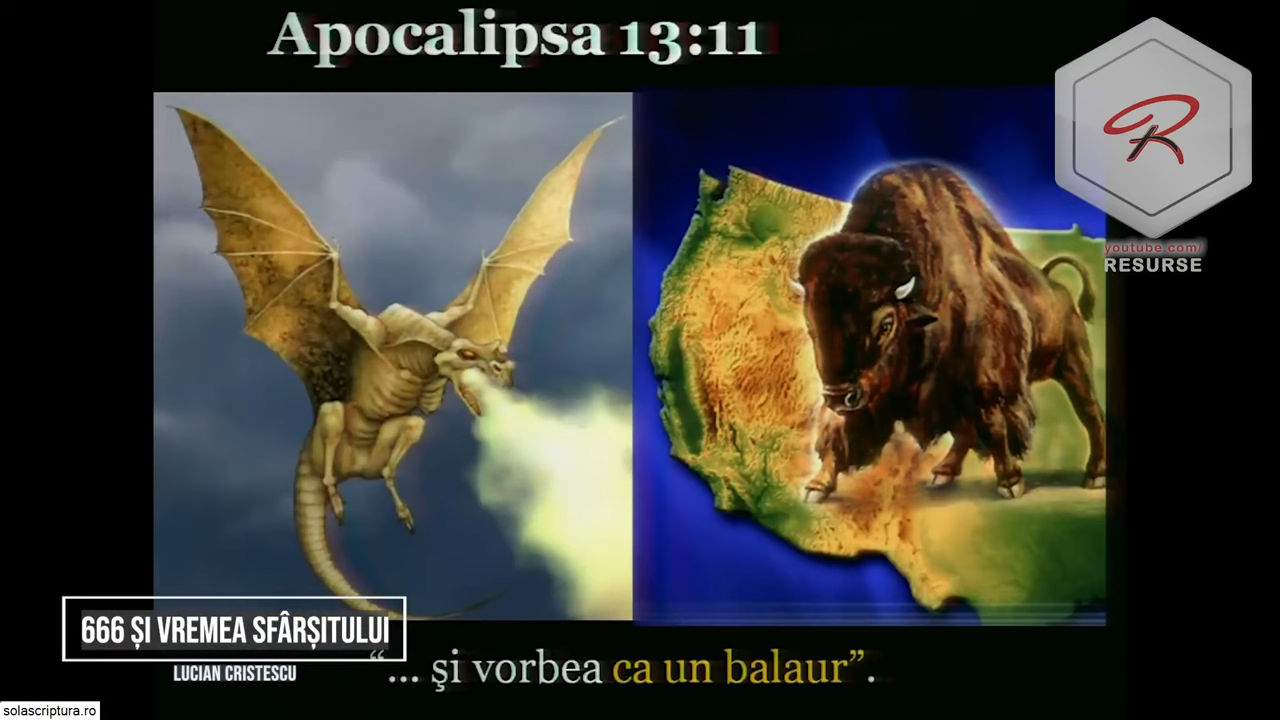 Apocalipsa 13:11
R
youtube.com/
RESURSE
666 ȘI VREMEA SFÂRȘITULUI
LUCIAN CRISTESCU
“... şi vorbea ca un balaur”.
solascriptura.ro